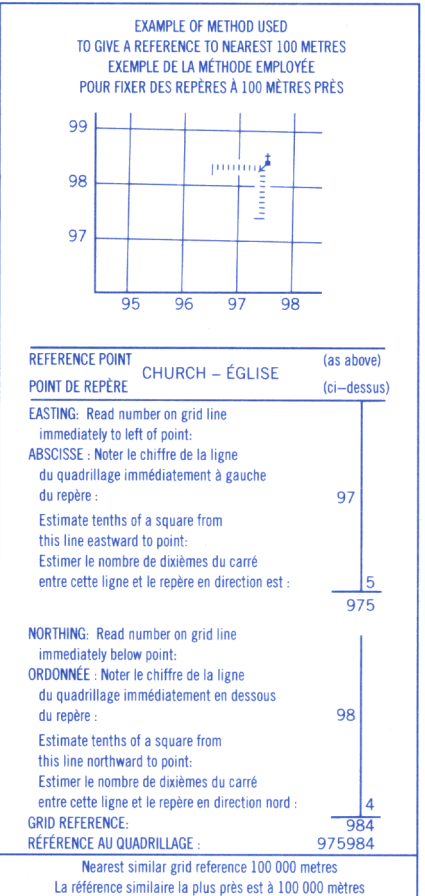 EXAMPLE OF METHOD USED
TO GIVE A REFERENCE TO NEAREST 100 METRES
EXEMPLE DE LA MÉTHODE EMPLOYÉE
POUR FIXER DES REPÈRES À 100 MÈTRES PRÈS
99
98
97
95 96 97 98
REFERENCE POINT (as above)
CHURCH – ÉGLISE
POINT DE REPÈRE (ci–dessus)
EASTING: Read number on grid line
immediately to left of point:
ABSCISSE : Noter le chiffre de la ligne
du quadrillage immédiatement à gauche
du repère : 97
Estimate tenths of a square from
this line eastward to point:
Estimer le nombre de dixièmes du carré
entre cette ligne et le repère en direction est : 5
975
NORTHING: Read number on grid line
immediately below point:
ORDONNÉE : Noter le chiffre de la ligne
du quadrillage immédiatement en dessous
du repère : 98
Estimate tenths of a square from
this line northward to point:
Estimer le nombre de dixièmes du carré
entre cette ligne et le repère en direction nord : 4
GRID REFERENCE: 984
RÉFÉRENCE AU QUADRILLAGE : 975984
Nearest similar grid reference 100 000 metres
La référence similaire la plus près est à 100 000 mètres